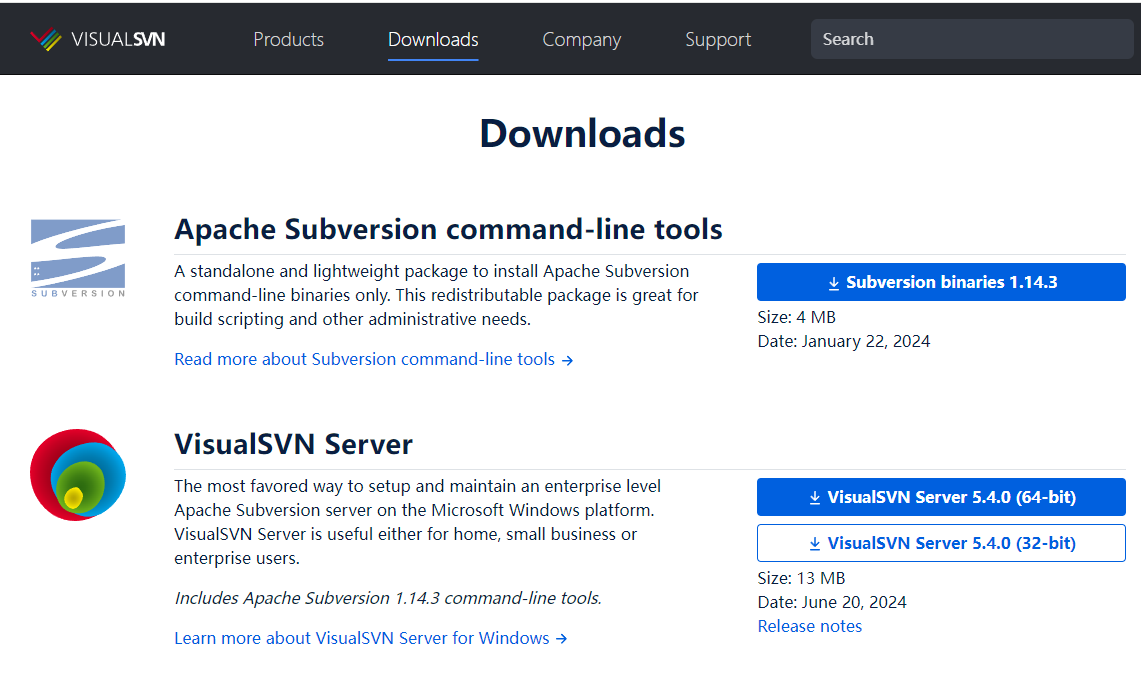 VISUALSVN Products Downloads Company Support Search
Downloads
SUBVERSION
Apache Subversion command-line tools
A standalone and lightweight package to install Apache Subversion
command-line binaries only. This redistributable package is great for
build scripting and other administrative needs.
Read more about Subversion command-line tools →
Subversion binaries 1.14.3
Size: 4 MB
Date: January 22, 2024
VisualSVN Server
The most favored way to setup and maintain an enterprise level
Apache Subversion server on the Microsoft Windows platform.
VisualSVN Server is useful either for home, small business or
enterprise users.
Includes Apache Subversion 1.14.3 command-line tools.
Learn more about VisualSVN Server for Windows →
VisualSVN Server 5.4.0 (64-bit)
VisualSVN Server 5.4.0 (32-bit)
Size: 13 MB
Date: June 20, 2024
Release notes